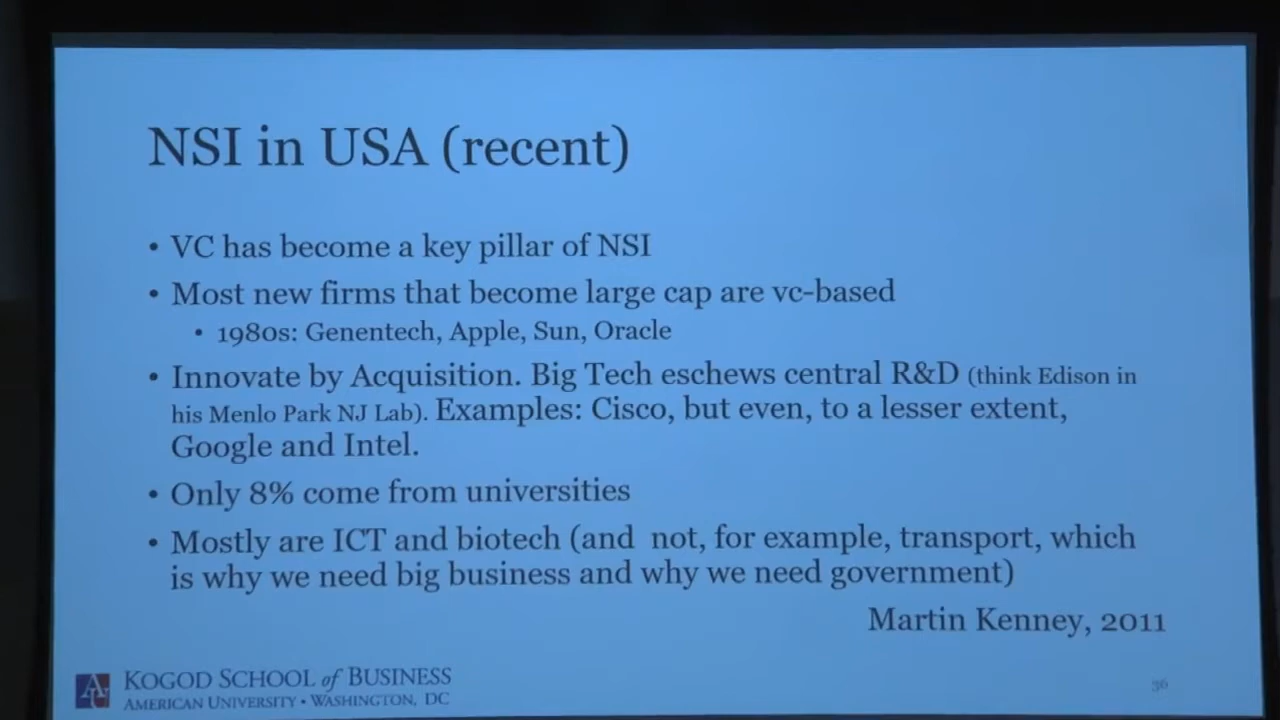 NSI in USA (recent)
• VC has become a key pillar of NSI
• Most new firms that become large cap are vc-based
• 1980s: Genentech, Apple, Sun, Oracle
• Innovate by Acquisition. Big Tech eschews central R&D (think Edison in
his Menlo Park NJ Lab). Examples: Cisco, but even, to a lesser extent,
Google and Intel.
• Only 8% come from universities
• Mostly are ICT and biotech (and not, for example, transport, which
is why we need big business and why we need government)
Martin Kenney, 2011
AU KOGOD SCHOOL of BUSINESS
AMERICAN UNIVERSITY • WASHINGTON, DC
36